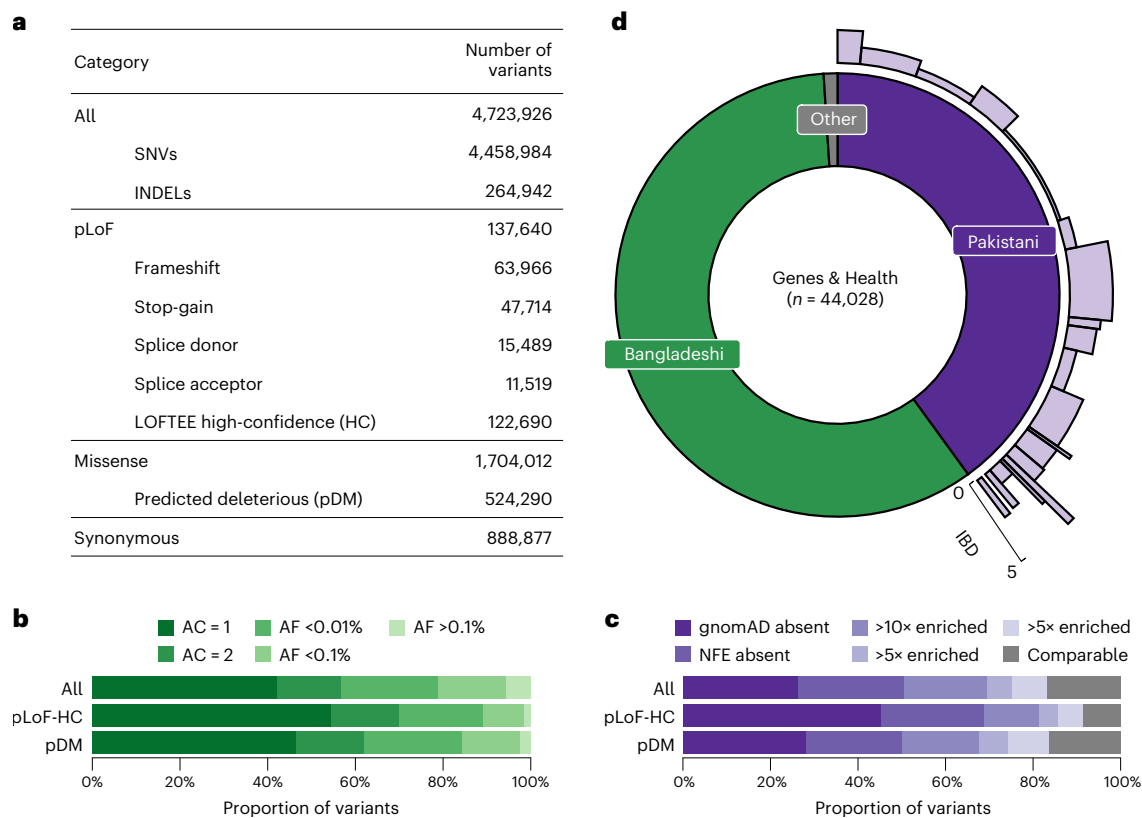 a
Category Number of
variants
All 4,723,926
SNVs 4,458,984
INDELs 264,942
pLoF 137,640
Frameshift 63,966
Stop-gain 47,714
Splice donor 15,489
Splice acceptor 11,519
LOFTEE high-confidence (HC) 122,690
Missense 1,704,012
Predicted deleterious (pDM) 524,290
Synonymous 888,877
d
Other
Pakistani
Genes & Health
(n = 44,028)
Bangladeshi
0
IBD
5
b
AC = 1 AF <0.01% AF >0.1%
AC = 2 AF <0.1%
All
pLoF-HC
pDM
0% 20% 40% 60% 80% 100%
Proportion of variants
c
gnomAD absent >10× enriched >5× enriched
NFE absent >5× enriched Comparable
All
pLoF-HC
pDM
0% 20% 40% 60% 80% 100%
Proportion of variants